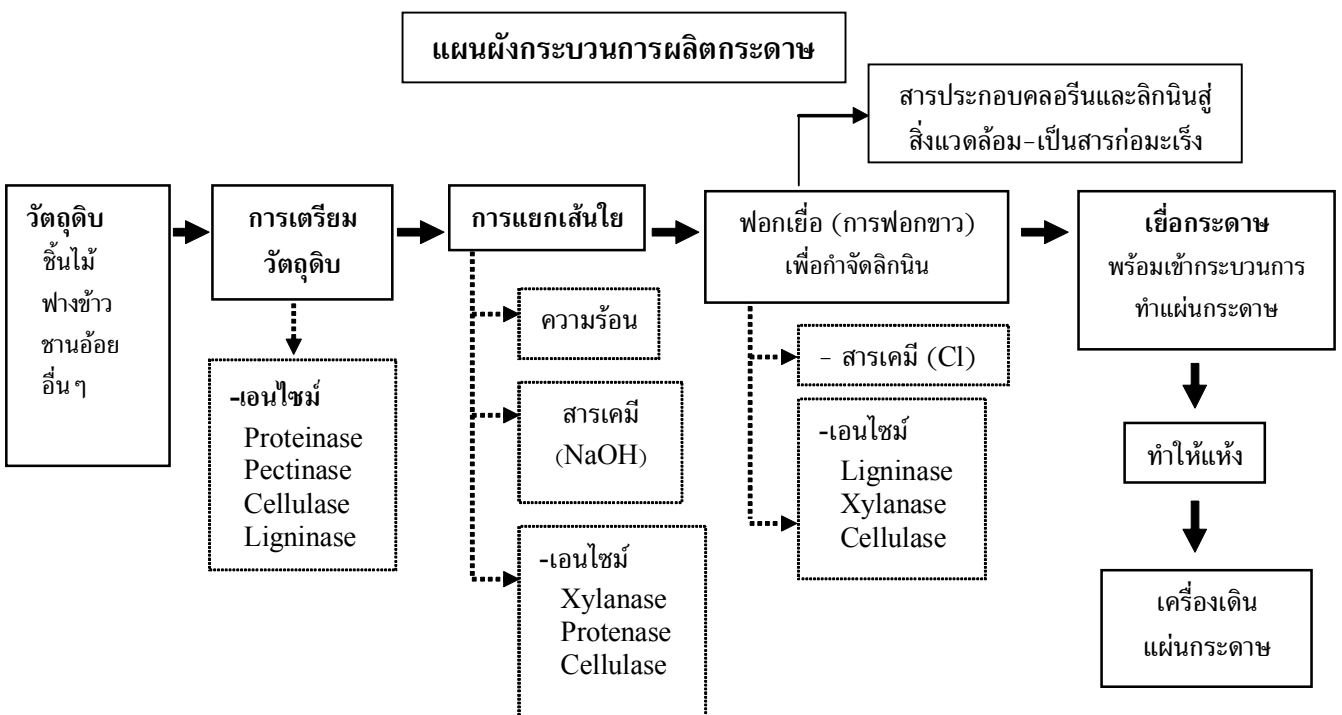 แผนผังกระบวนการผลิตกระดาษ
สารประกอบคลอรีนและลิกนินสู่
สิ่งแวดล้อม-เป็นสารก่อมะเร็ง
วัตถุดิบ
ชิ้นไม้
ฟางข้าว
ชานอ้อย
อื่นๆ
การเตรียม
วัตถุดิบ
-เอนไซม์
Proteinase
Pectinase
Cellulase
Ligninase
การแยกเส้นใย
ความร้อน
สารเคมี
(NaOH)
-เอนไซม์
Xylanase
Protenase
Cellulase
ฟอกเยื่อ (การฟอกขาว)
เพื่อกำจัดลิกนิน
- สารเคมี (Cl)
-เอนไซม์
Ligninase
Xylanase
Cellulase
เยื่อกระดาษ
พร้อมเข้ากระบวนการ
ทำแผ่นกระดาษ
ทำให้แห้ง
เครื่องเดิน
แผ่นกระดาษ